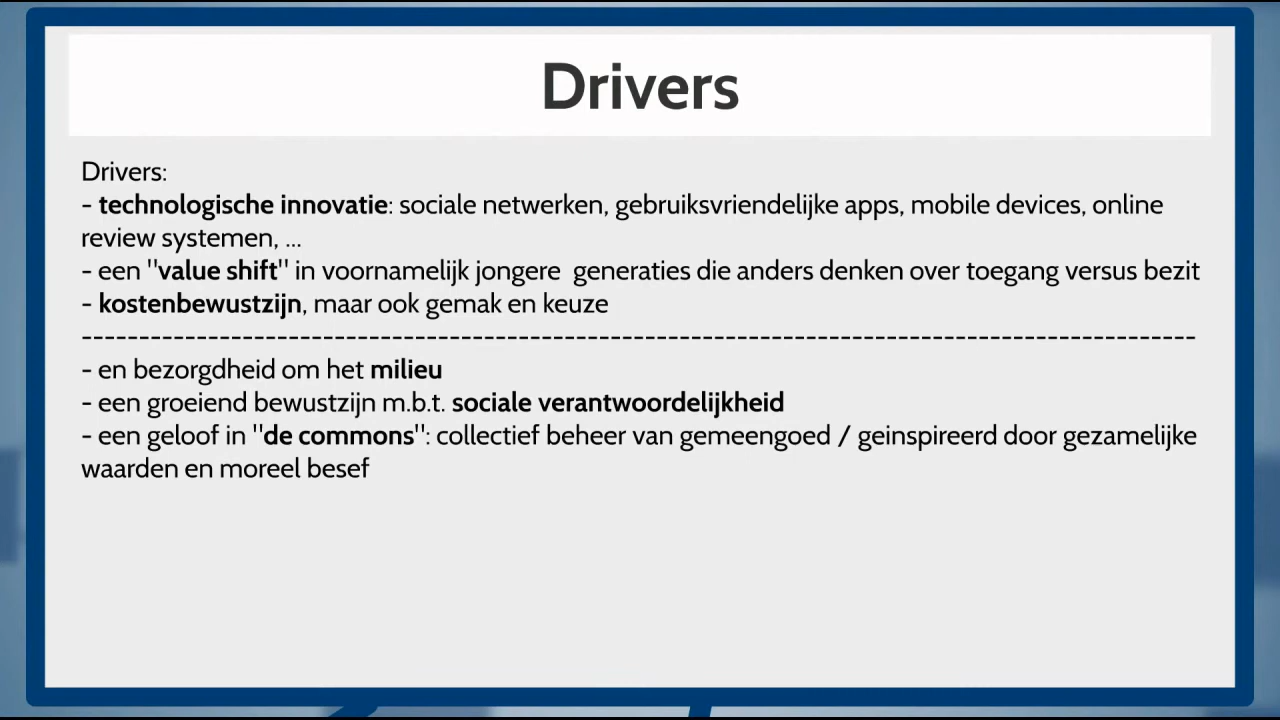 Drivers
Drivers:
- technologische innovatie: sociale netwerken, gebruiksvriendelijke apps, mobile devices, online
review systemen, ...
- een "value shift" in voornamelijk jongere  generaties die anders denken over toegang versus bezit
- kostenbewustzijn, maar ook gemak en keuze
--------------------------------------------------------------------------------------------------
- en bezorgdheid om het milieu
- een groeiend bewustzijn m.b.t. sociale verantwoordelijkheid
- een geloof in "de commons": collectief beheer van gemeengoed / geinspireerd door gezamelijke
waarden en moreel besef